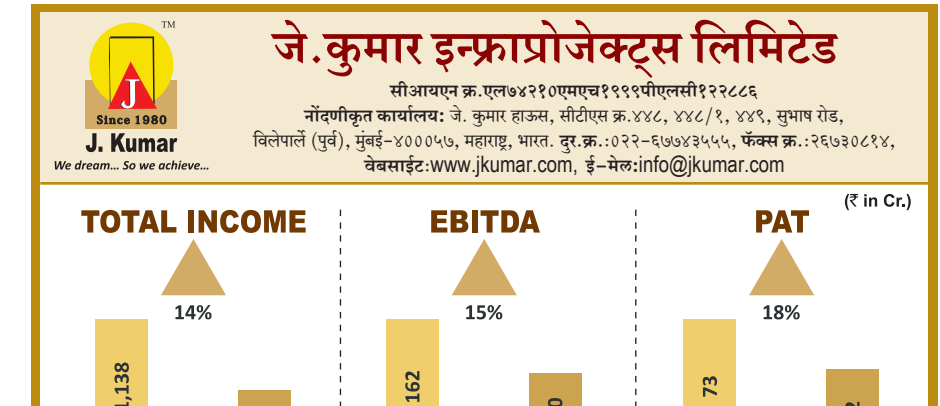 TM
जे.कुमार इन्फ्राप्रोजेक्ट्स लिमिटेड
J
Since 1980
J. Kumar
We dream... So we achieve...
सीआयएन क्र.एल७४२१०एमएच१९९९पीएलसी१२२८८६
नोंदणीकृत कार्यालय: जे. कुमार हाऊस, सीटीएस क्र.४४८, ४४८/१, ४४९, सुभाष रोड,
विलेपार्ले (पुर्व), मुंबई-४०००५७, महाराष्ट्र, भारत. दुर.क्र.:०२२-६७७४३५५५, फॅक्स क्र.:२६७३०८१४,
वेबसाईट:www.jkumar.com, ई-मेल:info@jkumar.com
(₹ in Cr.)
TOTAL INCOME EBITDA PAT
14% 15% 18%
1,138 162 73